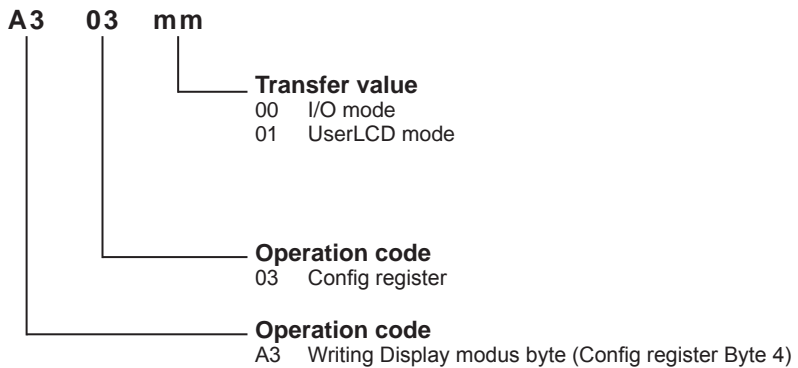 A3 03 mm
Transfer value
00 I/O mode
01 UserLCD mode
Operation code
03 Config register
Operation code
A3 Writing Display modus byte (Config register Byte 4)